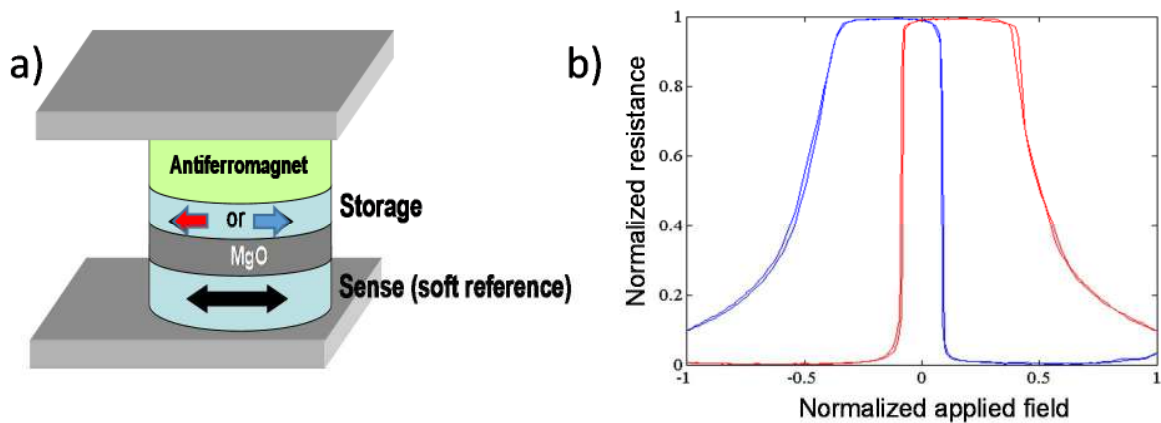 a)
Antiferromagnet
or
Storage
MgO
Sense (soft reference)
b)
Normalized resistance
1
0.8
0.6
0.4
0.2
0
-1
-0.5
0
0.5
1
Normalized applied field